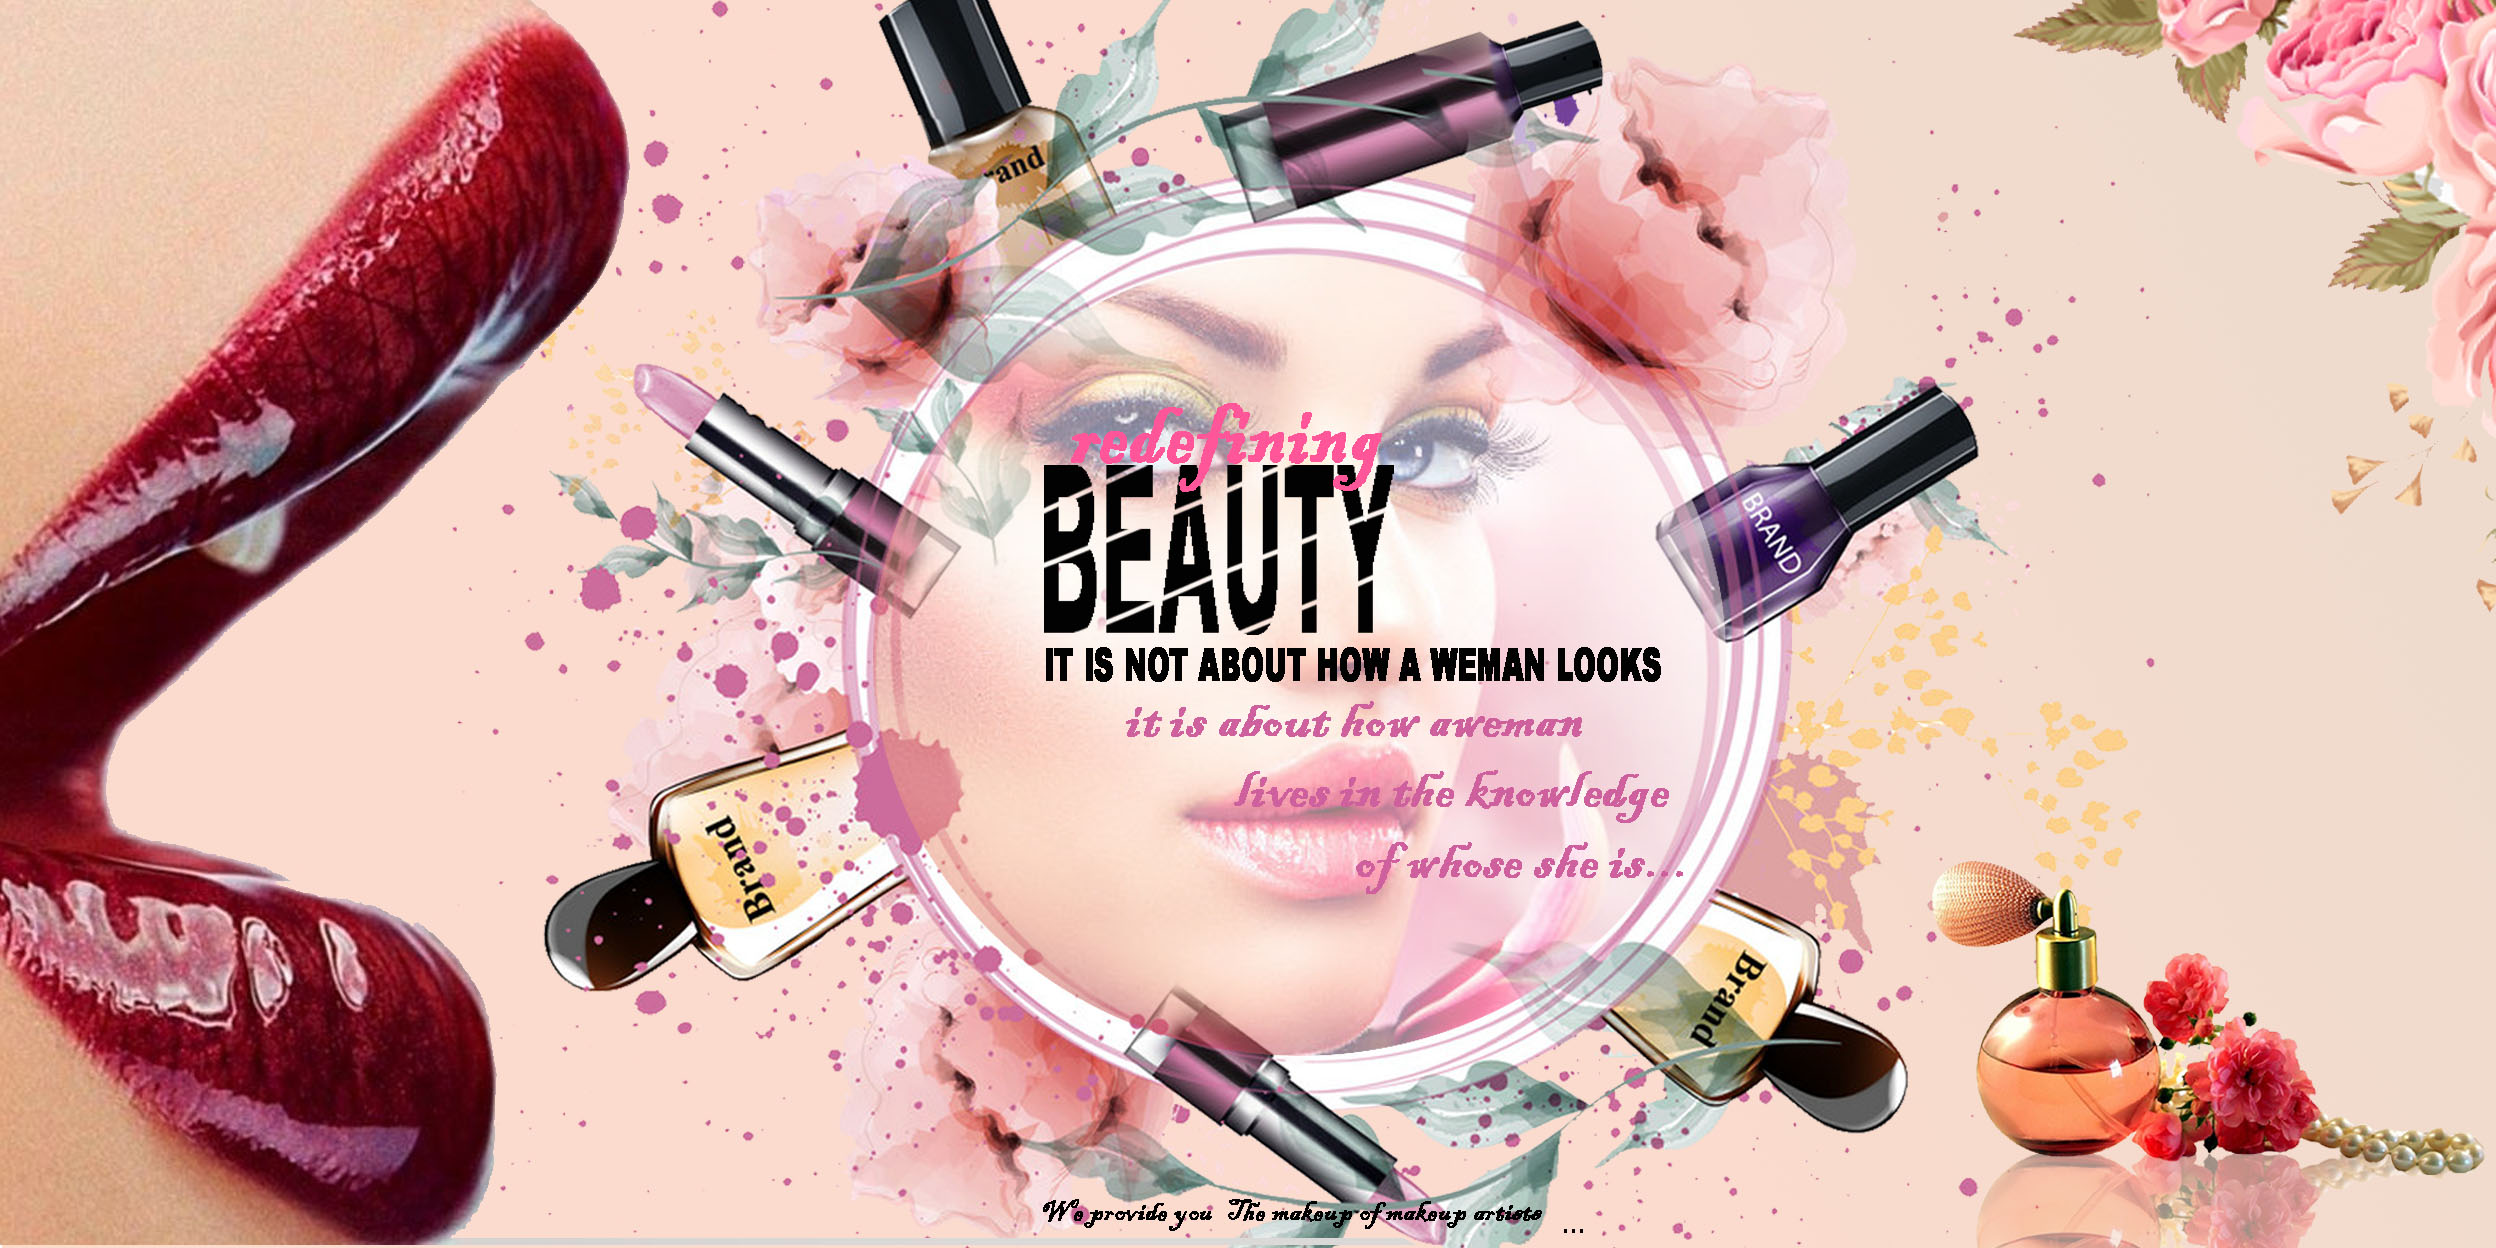 rand
redefining
BEAUTY
BRAND
IT IS NOT ABOUT HOW A WEMAN LOOKS
it is about how aweman
lives in the knowledge
of whose she is...
Brand
Brand
We provide you The makeup of makeup artists ...